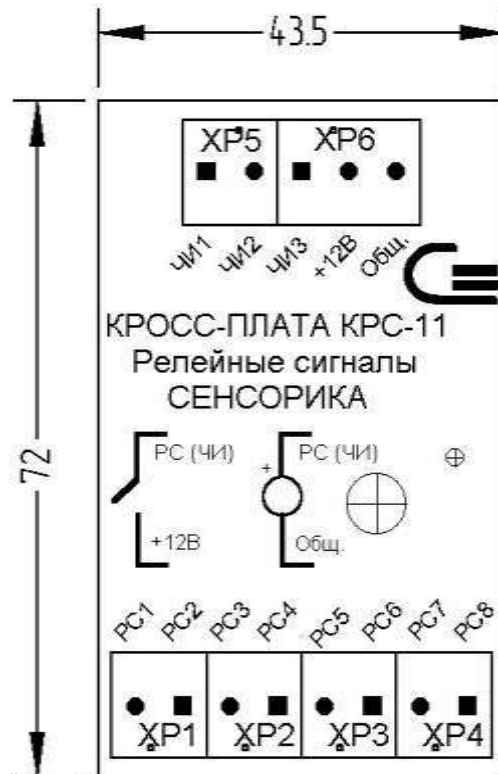 43.5
72
XP5 XP6
ЧИ1 ЧИ2 ЧИ3 +12В Общ.
КРОСС-ПЛАТА КРС-11
Релейные сигналы
СЕНСОРИКА
РС (ЧИ) + РС (ЧИ)
+12В Общ.
РС1 РС2 РС3 РС4 РС5 РС6 РС7 РС8
XP1 XP2 XP3 XP4